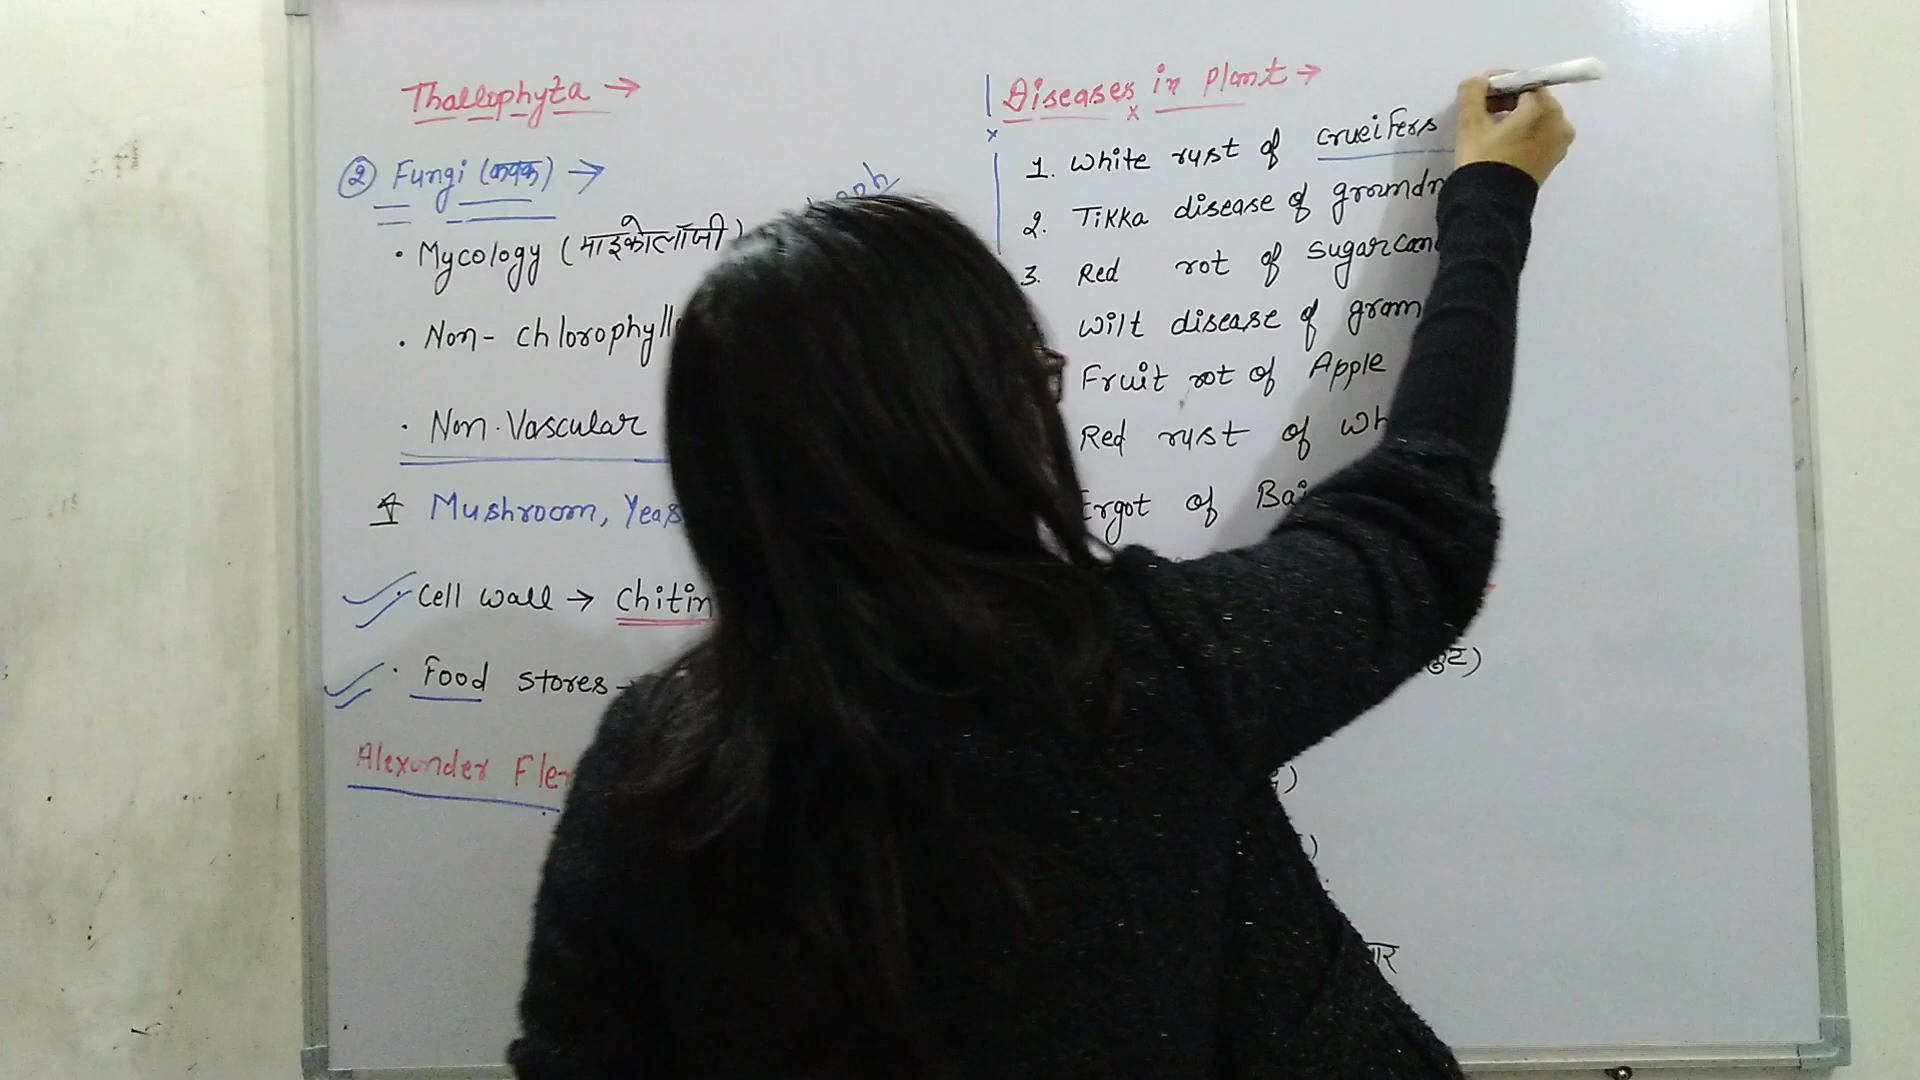 Thallophyta →
② Fungi (कवक) →
• Mycology (माइकोलॉजी)
• Non-chlorophyll
• Non-Vascular
Mushroom, Yeas
• Cell wall → Chitin
• Food stores -
Alexander Fle
Diseases in plant →
1. White rust of crucifers
2. Tikka disease of groundn
3. Red rot of sugarcan
Wilt disease of gram
Fruit rot of Apple
Red rust of wh
Ergot of Baj